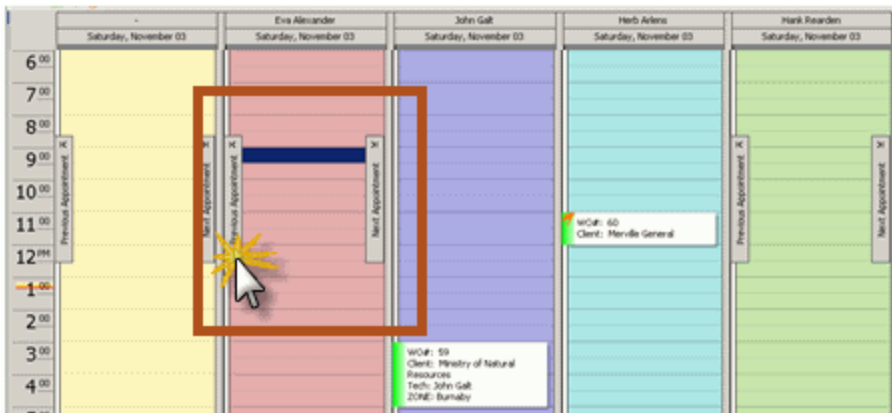 -
Eva Alexander
John Galt
Herb Arlens
Hank Rearden
Saturday, November 03
Saturday, November 03
Saturday, November 03
Saturday, November 03
Saturday, November 03
6 00
7 00
8 00
9 00
10 00
11 00
12 PM
1 00
2 00
3 00
4 00
Previous Appointment
Next Appointment
Previous Appointment
Next Appointment
Previous Appointment
Next Appointment
WO#: 60
Client: Merville General
WO#: 59
Client: Ministry of Natural
Resources
Tech: John Galt
ZONE: Burnaby